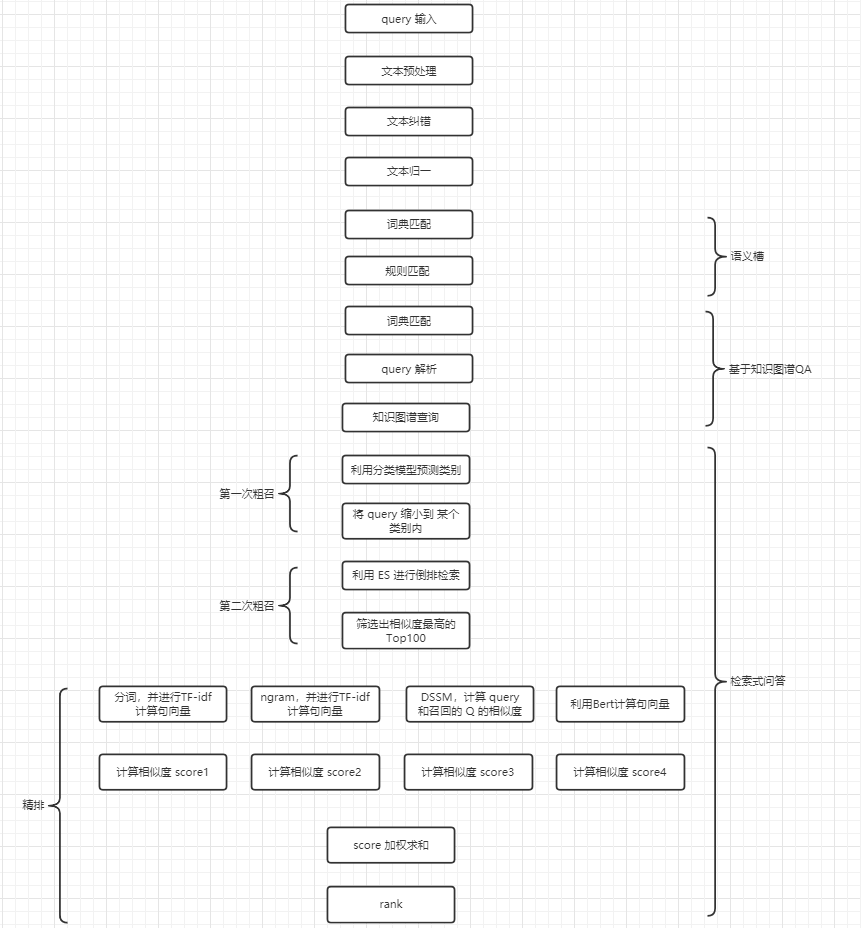 query 输入
文本预处理
文本纠错
文本归一
词典匹配
语义槽
规则匹配
词典匹配
query 解析
基于知识图谱QA
知识图谱查询
利用分类模型预测类别
第一次粗召
将 query 缩小到 某个
类别内
利用 ES 进行倒排检索
第二次粗召
筛选出相似度最高的
Top100
检索式问答
分词，并进行TF-idf
计算句向量
ngram，并进行TF-idf
计算句向量
DSSM，计算 query
和召回的 Q 的相似度
利用Bert计算句向量
计算相似度 score1
计算相似度 score2
计算相似度 score3
计算相似度 score4
精排
score 加权求和
rank